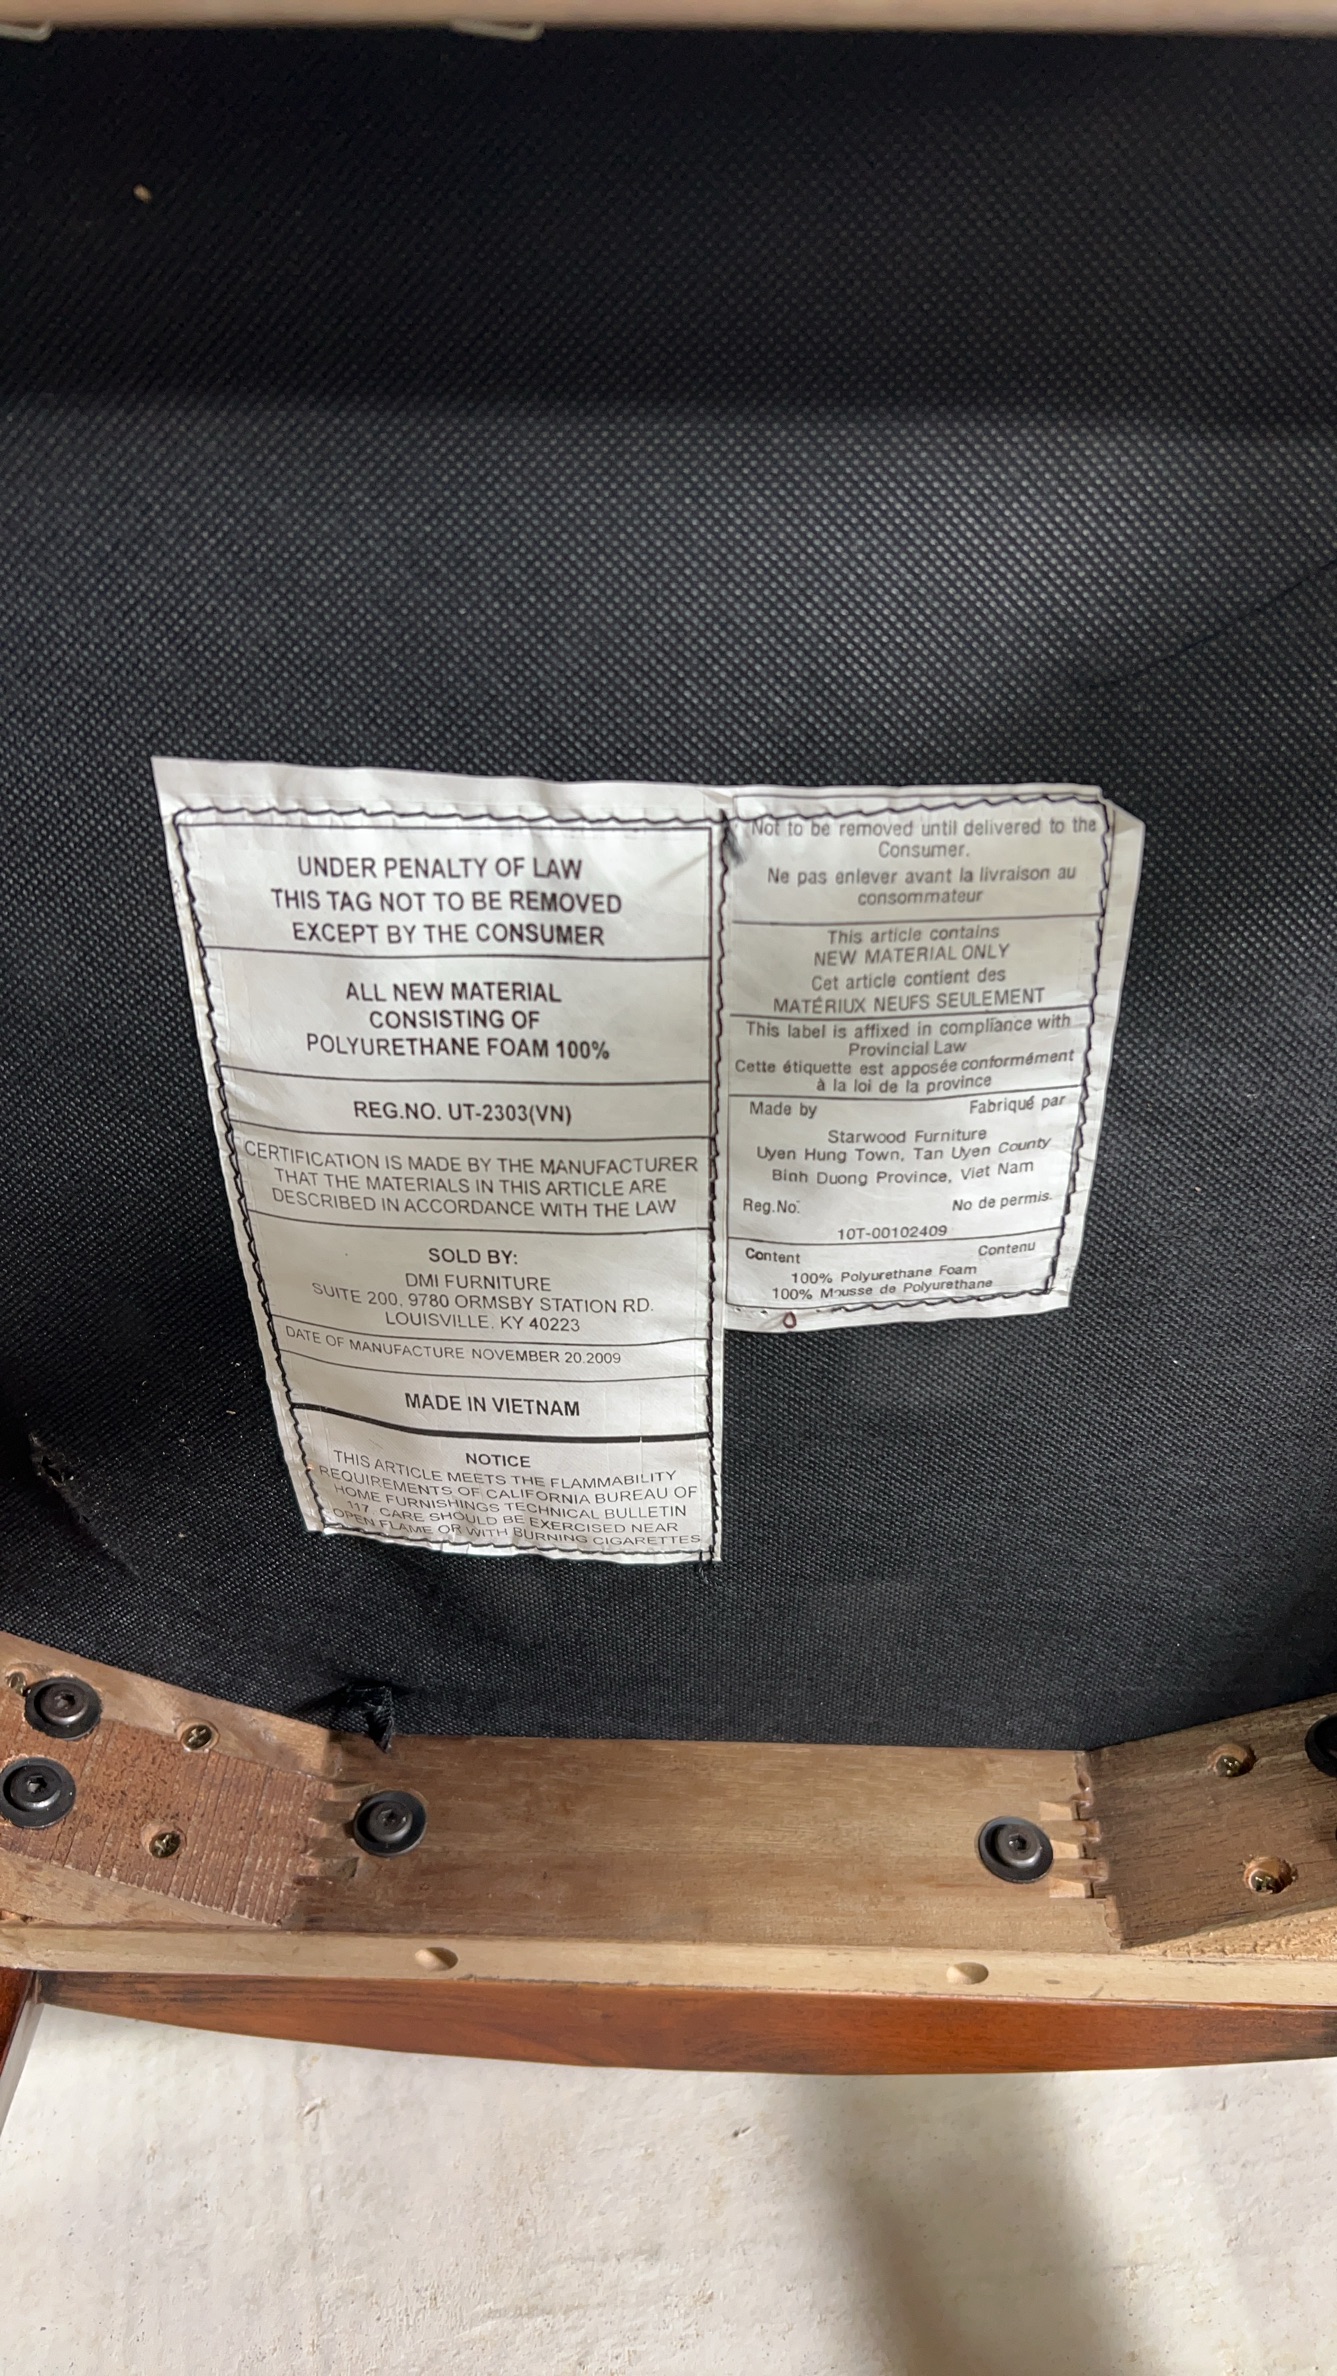 UNDER PENALTY OF LAW
THIS TAG NOT TO BE REMOVED
EXCEPT BY THE CONSUMER
ALL NEW MATERIAL
CONSISTING OF
POLYURETHANE FOAM 100%
REG.NO. UT-2303(VN)
CERTIFICATION IS MADE BY THE MANUFACTURER
THAT THE MATERIALS IN THIS ARTICLE ARE
DESCRIBED IN ACCORDANCE WITH THE LAW
SOLD BY:
DMI FURNITURE
SUITE 200, 9780 ORMSBY STATION RD.
LOUISVILLE, KY 40223
DATE OF MANUFACTURE NOVEMBER 20.2009
MADE IN VIETNAM
NOTICE
THIS ARTICLE MEETS THE FLAMMABILITY
REQUIREMENTS OF CALIFORNIA BUREAU OF
HOME FURNISHINGS TECHNICAL BULLETIN
117. CARE SHOULD BE EXERCISED NEAR
OPEN FLAME OR WITH BURNING CIGARETTES
Not to be removed until delivered to the
Consumer.
Ne pas enlever avant la livraison au
consommateur
This article contains
NEW MATERIAL ONLY
Cet article contient des
MATÉRIUX NEUFS SEULEMENT
This label is affixed in compliance with
Provincial Law
Cette étiquette est apposée conformément
à la loi de la province
Made by Fabriqué par
Starwood Furniture
Uyen Hung Town, Tan Uyen County
Binh Duong Province, Viet Nam
Reg.No: No de permis.
10T-00102409
Content Contenu
100% Polyurethane Foam
100% Mousse de Polyurethane